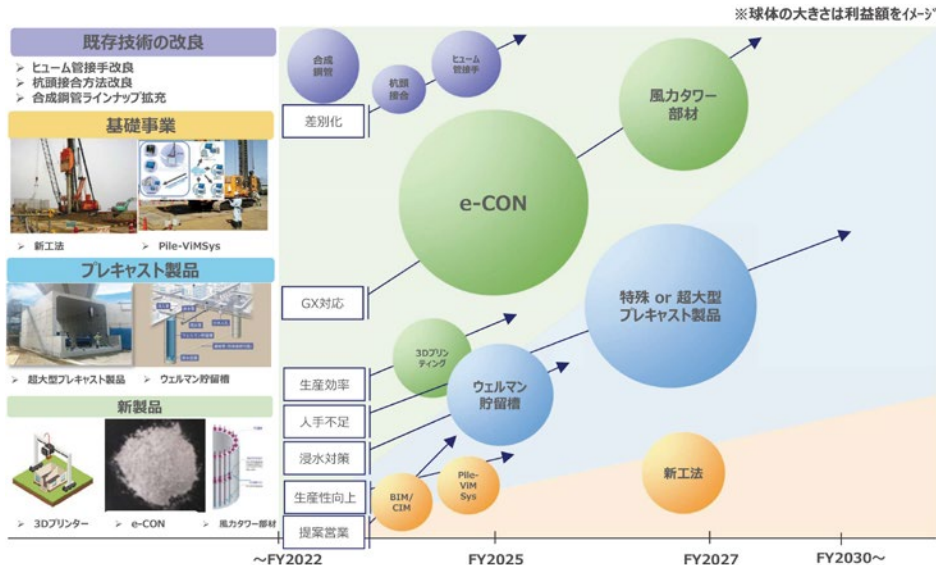 ※球体の大きさは利益額をイメージ
既存技術の改良
➢ ヒューム管接手改良
➢ 杭頭接合方法改良
➢ 合成鋼管ラインナップ拡充
基礎事業
➢ 新工法
➢ Pile-ViMSys
プレキャスト製品
➢ 超大型プレキャスト製品
➢ ウェルマン貯留槽
新製品
➢ 3Dプリンター
➢ e-CON
➢ 風力タワー部材
合成
鋼管
杭頭
接合
ヒューム
管接手
差別化
風力タワー
部材
e-CON
GX対応
特殊 or 超大型
プレキャスト製品
3Dプリン
ティング
生産効率
ウェルマン
貯留槽
人手不足
浸水対策
生産性向上
BIM/
CIM
Pile-
ViM
Sys
新工法
提案営業
～FY2022
FY2025
FY2027
FY2030～